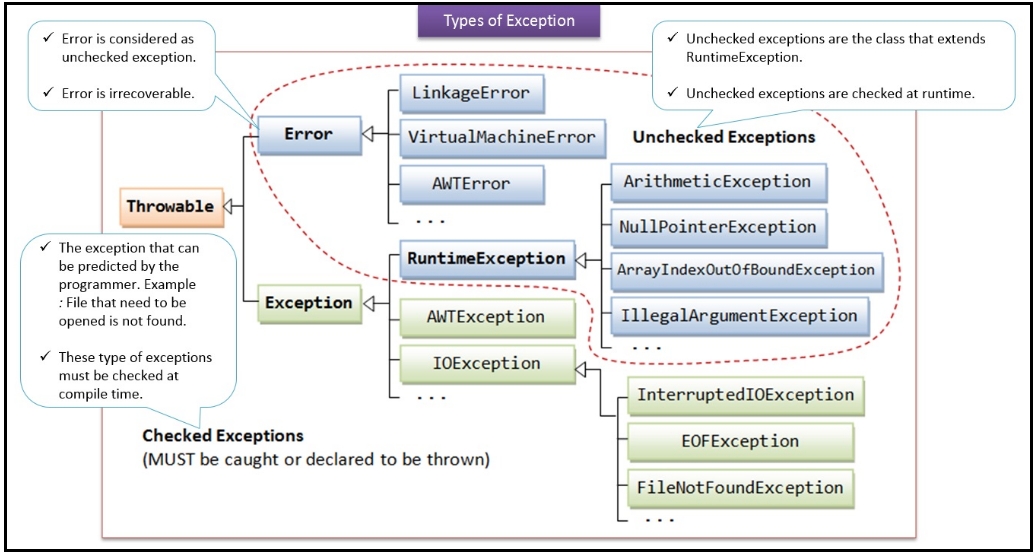 Types of Exception
✓ Error is considered as
unchecked exception.
✓ Error is irrecoverable.
✓ Unchecked exceptions are the class that extends
RuntimeException.
✓ Unchecked exceptions are checked at runtime.
LinkageError
Error
VirtualMachineError
Unchecked Exceptions
AWTError
...
ArithmeticException
Throwable
NullPointerException
✓ The exception that can
be predicted by the
programmer. Example
: File that need to be
opened is not found.
✓ These type of exceptions
must be checked at
compile time.
RuntimeException
ArrayIndexOutOfBoundException
Exception
AWTException
IllegalArgumentException
...
IOException
...
InterruptedIOException
Checked Exceptions
(MUST be caught or declared to be thrown)
EOFException
FileNotFoundException
...